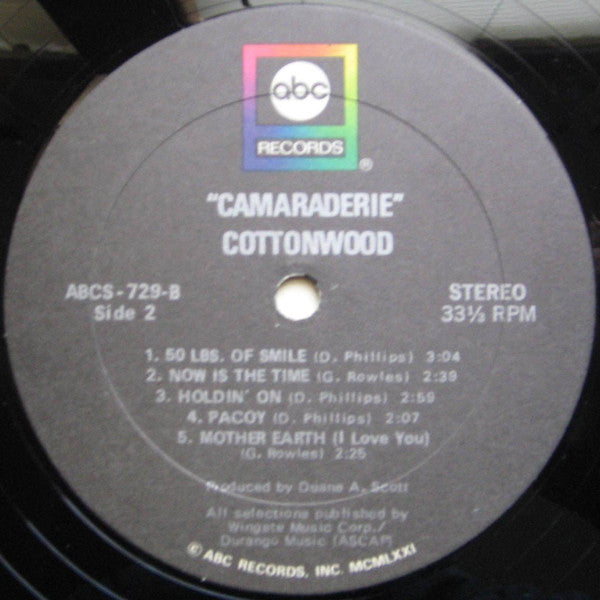 abc
RECORDS
®
"CAMARADERIE"
COTTONWOOD
ABCS-729-B
Side 2
STEREO
33⅓ RPM
1. 50 LBS. OF SMILE (D. Phillips) 3:04
2. NOW IS THE TIME (G. Rowles) 2:39
3. HOLDIN' ON (D. Phillips) 2:59
4. PACOY (D. Phillips) 2:07
5. MOTHER EARTH (I Love You)
(G. Rowles) 2:25
Produced by Duane A. Scott
All selections published by
Wingate Music Corp./
Durango Music (ASCAP)
© ABC RECORDS, INC. MCMLXXI